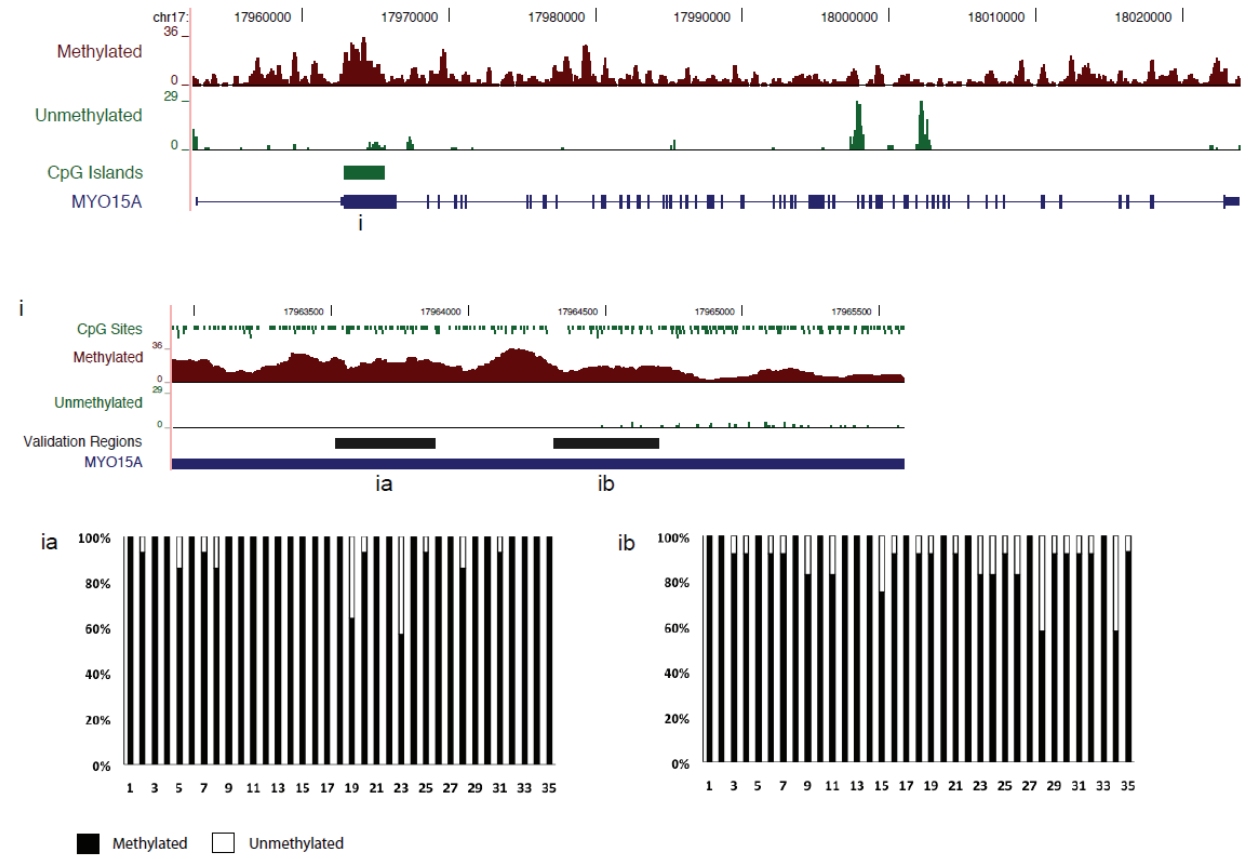 chr17: 17960000 17970000 17980000 17990000 18000000 18010000 18020000
36
Methylated
0
29
Unmethylated
0
CpG Islands
MYO15A
i
i
17963500 17964000 17964500 17965000 17965500
CpG Sites
36
Methylated
0
29
Unmethylated
0
Validation Regions
MYO15A
ia ib
ia
100%
80%
60%
40%
20%
0%
1 3 5 7 9 11 13 15 17 19 21 23 25 27 29 31 33 35
ib
100%
80%
60%
40%
20%
0%
1 3 5 7 9 11 13 15 17 19 21 23 25 27 29 31 33 35
Methylated Unmethylated